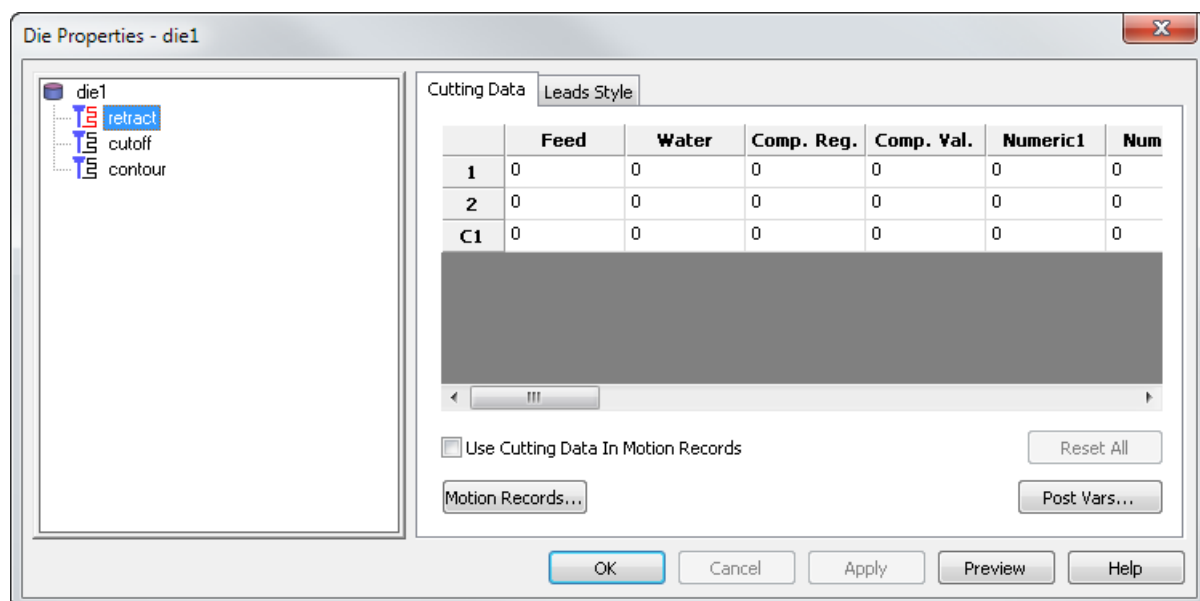 Die Properties - die1
die1
retract
cutoff
contour
Cutting Data Leads Style
Feed Water Comp. Reg. Comp. Val. Numeric1 Num
1 0 0 0 0 0 0
2 0 0 0 0 0 0
C1 0 0 0 0 0 0
Use Cutting Data In Motion Records
Reset All
Motion Records...
Post Vars...
OK Cancel Apply Preview Help